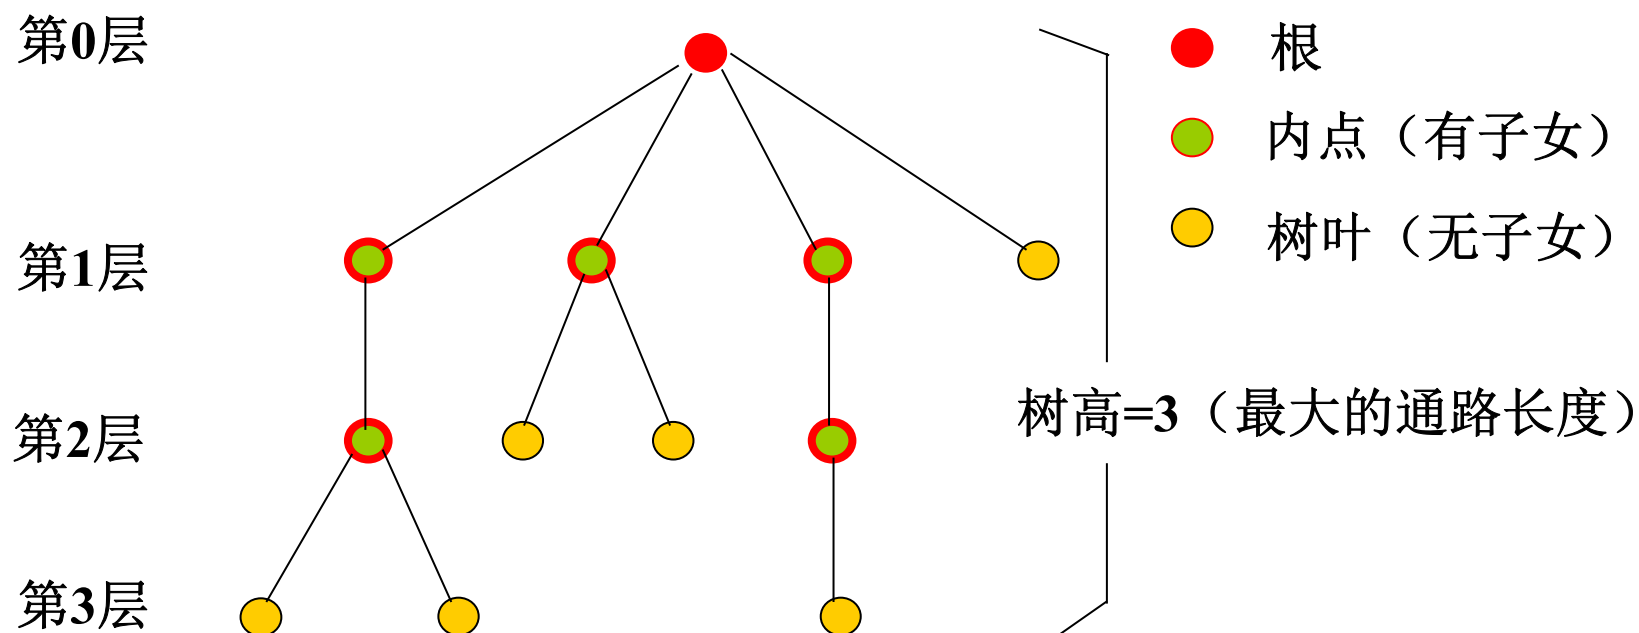 第0层
根
内点（有子女）
树叶（无子女）
第1层
树高=3（最大的通路长度）
第2层
第3层